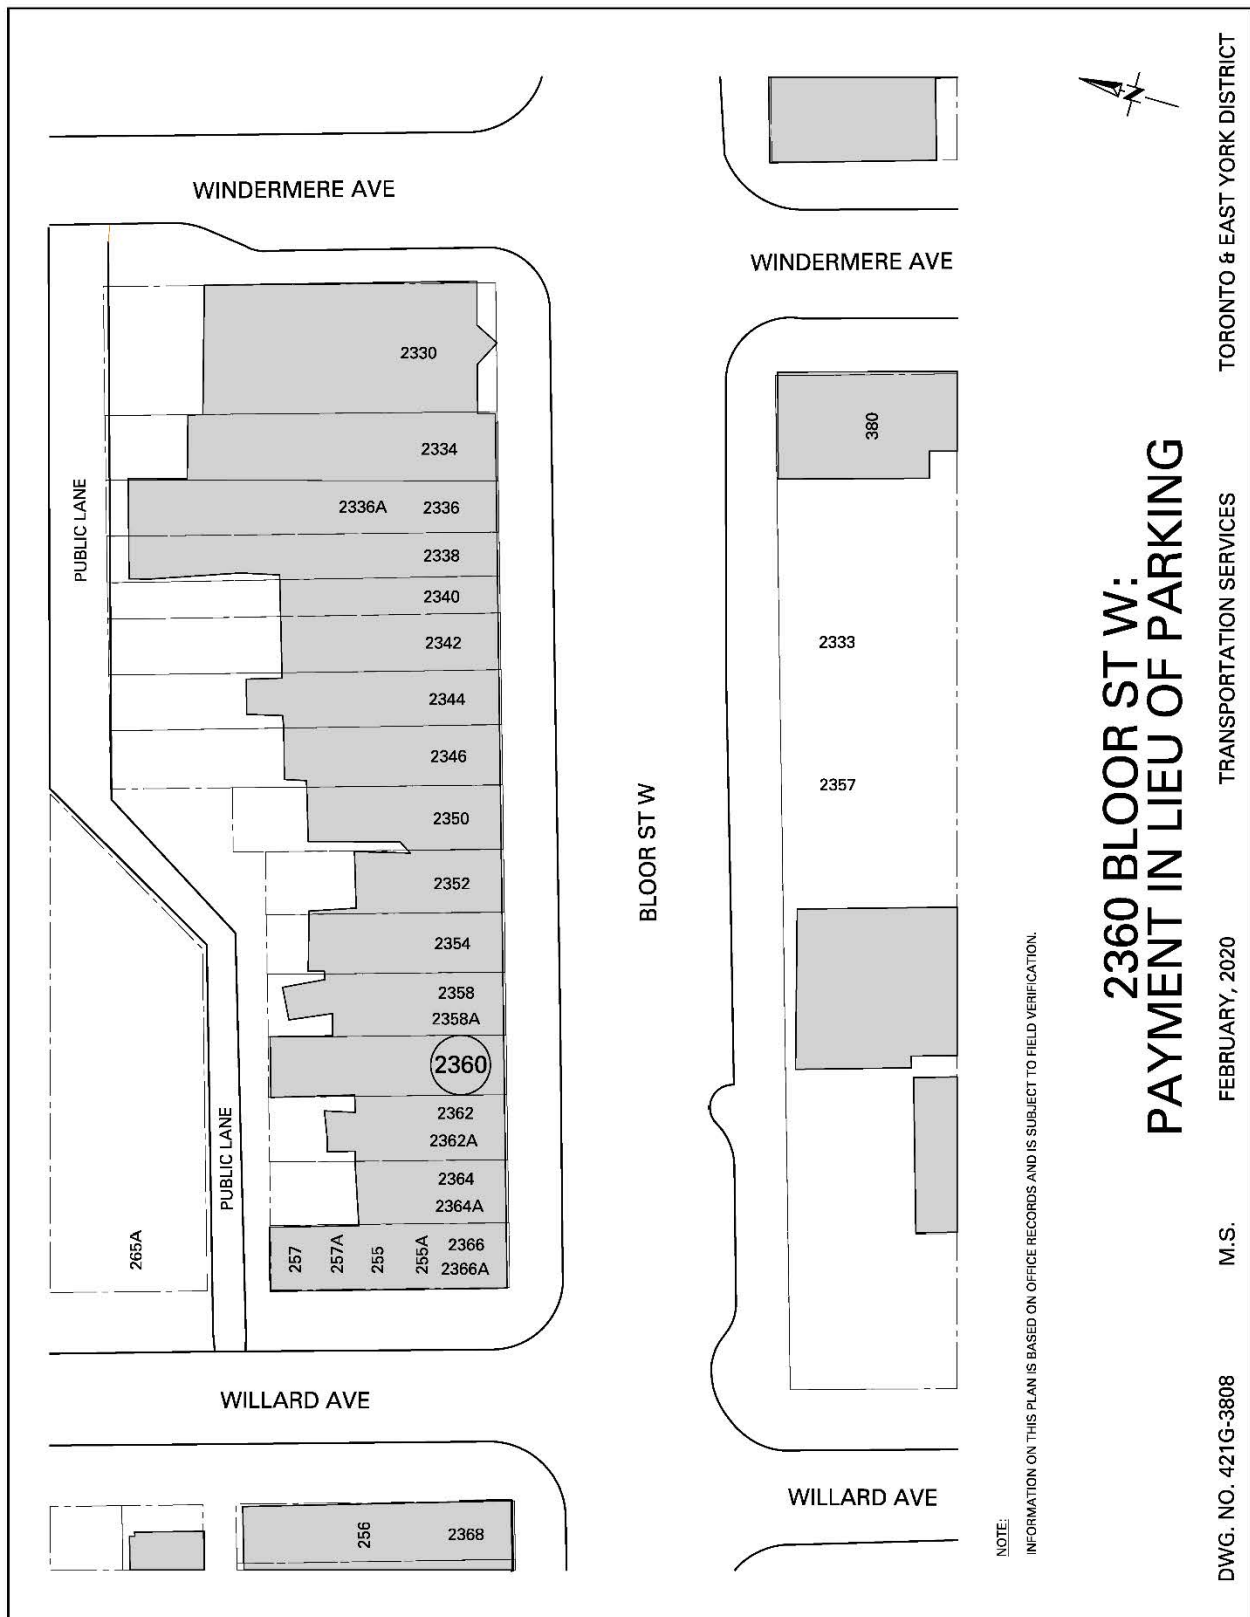 WINDERMERE AVE
WINDERMERE AVE
N
PUBLIC LANE
2330
2334
2336A 2336
2338
2340
2342
2344
2346
2350
2352
2354
2358
2358A
2360
2362
2362A
2364
2364A
257
257A
255
255A
2366
2366A
PUBLIC LANE
265A
BLOOR ST W
380
2333
2357
WILLARD AVE
WILLARD AVE
256
2368
NOTE:
INFORMATION ON THIS PLAN IS BASED ON OFFICE RECORDS AND IS SUBJECT TO FIELD VERIFICATION.
2360 BLOOR ST W:
PAYMENT IN LIEU OF PARKING
DWG. NO. 421G-3808 M.S. FEBRUARY, 2020 TRANSPORTATION SERVICES TORONTO & EAST YORK DISTRICT